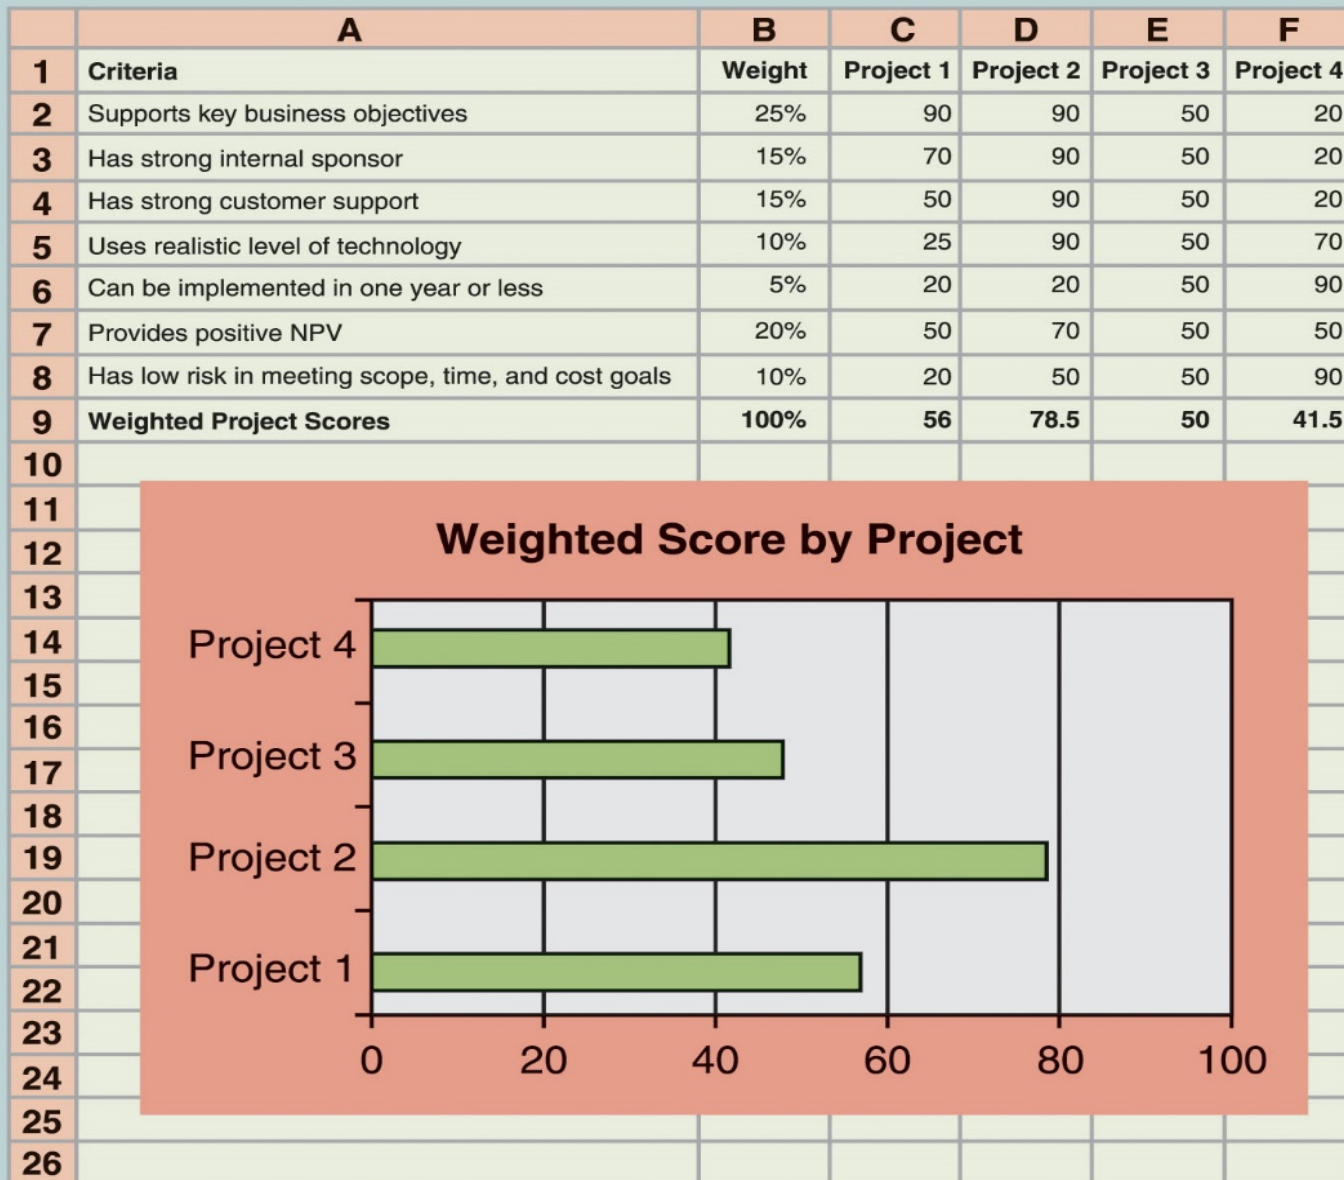 A B C D E F
1 Criteria Weight Project 1 Project 2 Project 3 Project 4
2 Supports key business objectives 25% 90 90 50 20
3 Has strong internal sponsor 15% 70 90 50 20
4 Has strong customer support 15% 50 90 50 20
5 Uses realistic level of technology 10% 25 90 50 70
6 Can be implemented in one year or less 5% 20 20 50 90
7 Provides positive NPV 20% 50 70 50 50
8 Has low risk in meeting scope, time, and cost goals 10% 20 50 50 90
9 Weighted Project Scores 100% 56 78.5 50 41.5
10
11
12 Weighted Score by Project
13
14 Project 4
15
16
17 Project 3
18
19 Project 2
20
21
22 Project 1
23
24 0 20 40 60 80 100
25
26